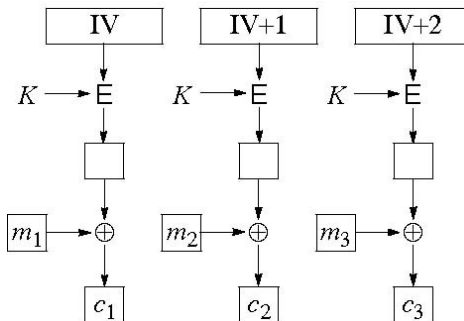 IV IV+1 IV+2
K E K E K E
m1 ⊕ m2 ⊕ m3 ⊕
c1 c2 c3